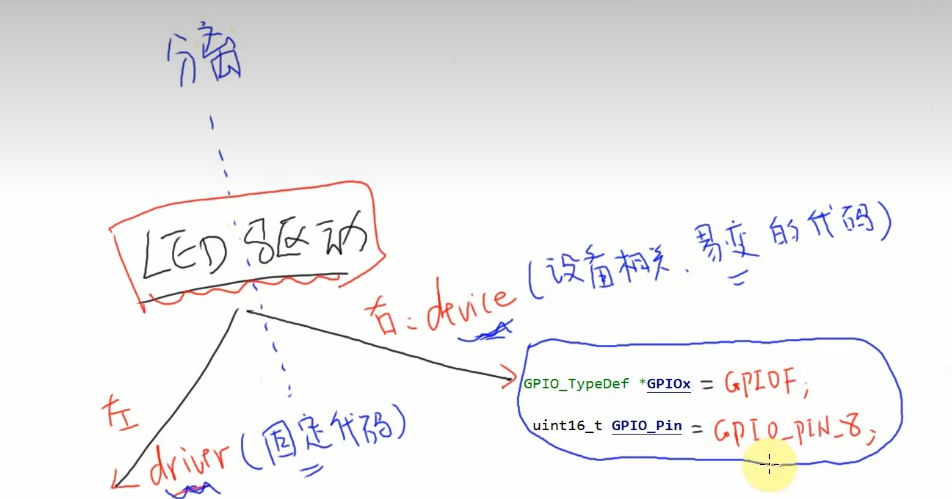 分离
LED驱动
右：device（设备相关、易变的代码）
GPIO_TypeDef *GPIOx = GPIOF;
uint16_t GPIO_Pin = GPIO_PIN_8;
左
driver（固定代码）